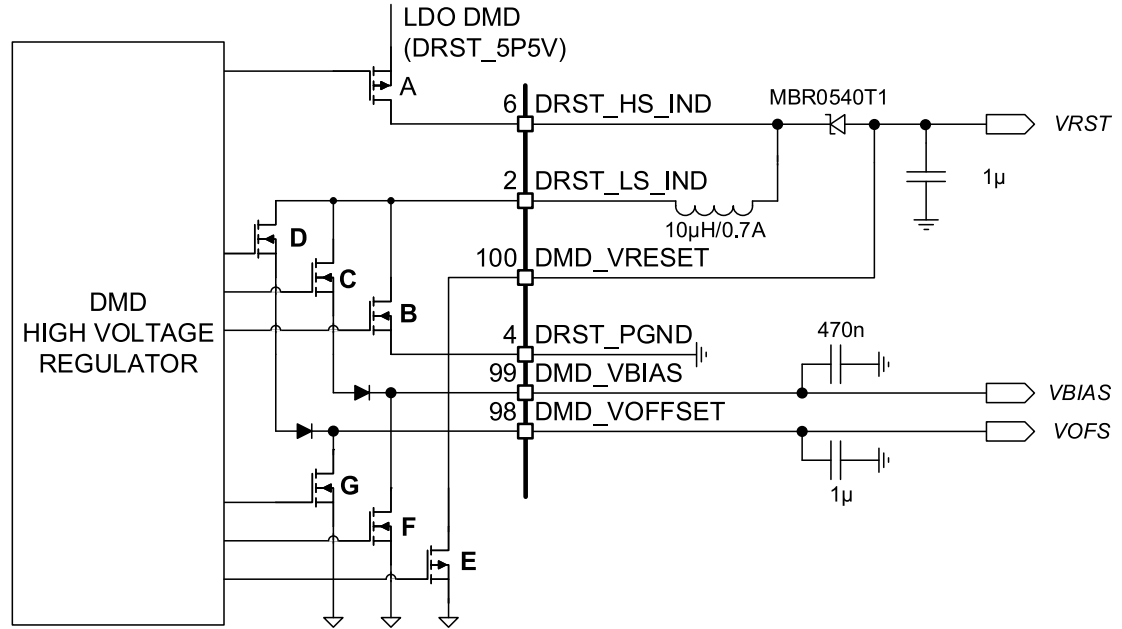 LDO DMD
(DRST_5P5V)
A
6 DRST_HS_IND
MBR0540T1
VRST
1µ
2 DRST_LS_IND
10µH/0.7A
D
C
B
100 DMD_VRESET
DMD
HIGH VOLTAGE
REGULATOR
4 DRST_PGND
470n
99 DMD_VBIAS
VBIAS
98 DMD_VOFFSET
VOFS
1µ
G
F
E